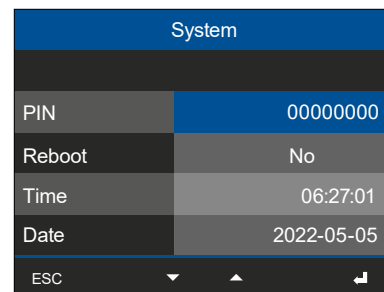 System
PIN 00000000
Reboot No
Time 06:27:01
Date 2022-05-05
ESC